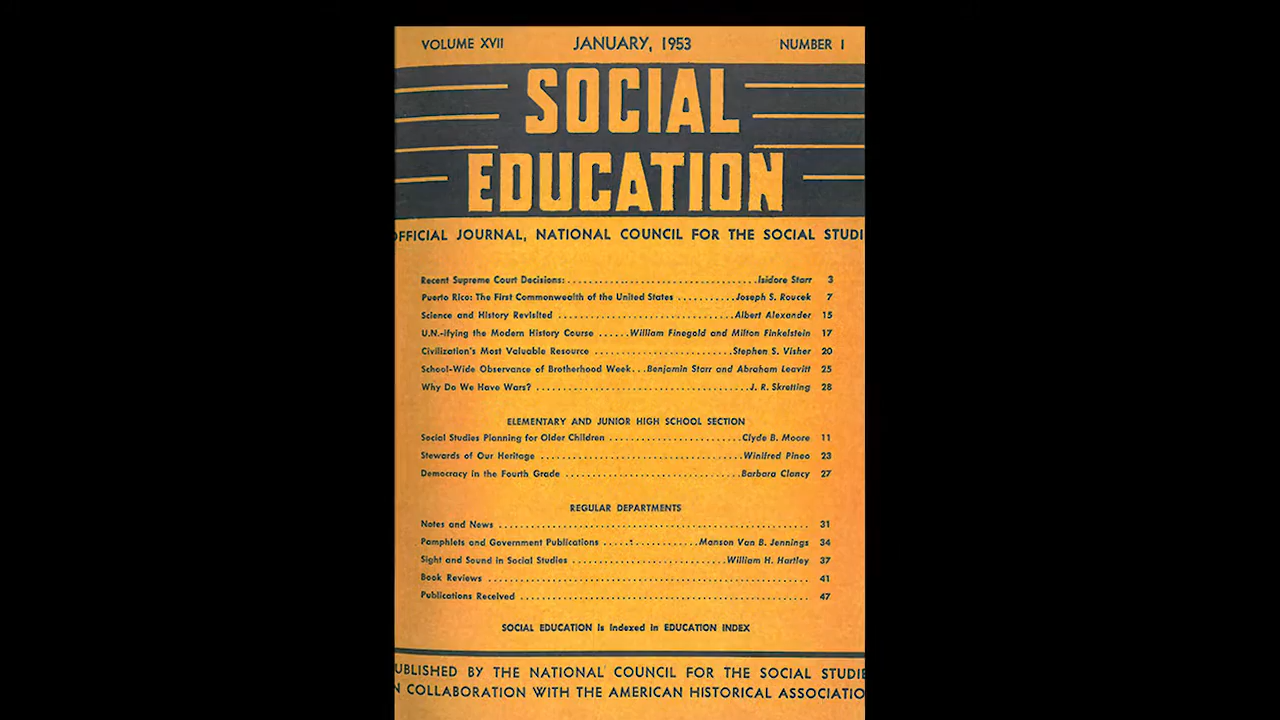 VOLUME XVII JANUARY, 1953 NUMBER 1
SOCIAL
EDUCATION
OFFICIAL JOURNAL, NATIONAL COUNCIL FOR THE SOCIAL STUDI
Recent Supreme Court Decisions: ........................................ Isidore Starr 3
Puerto Rico: The First Commonwealth of the United States ........... Joseph S. Roucek 7
Science and History Revisited ................................... Albert Alexander 15
U.N.-ifying the Modern History Course ...... William Finegold and Milton Finkelstein 17
Civilization's Most Valuable Resource ........................... Stephen S. Visher 20
School-Wide Observance of Brotherhood Week... Benjamin Starr and Abraham Leavitt 25
Why Do We Have Wars? ........................................... J. R. Skretting 28
ELEMENTARY AND JUNIOR HIGH SCHOOL SECTION
Social Studies Planning for Older Children ......................... Clyde B. Moore 11
Stewards of Our Heritage ........................................ Winifred Pineo 23
Democracy in the Fourth Grade ................................... Barbara Clancy 27
REGULAR DEPARTMENTS
Notes and News .............................................................. 31
Pamphlets and Government Publications ................ Manson Van B. Jennings 34
Sight and Sound in Social Studies ............................. William H. Hartley 37
Book Reviews ................................................................ 41
Publications Received ......................................................... 47
SOCIAL EDUCATION is indexed in EDUCATION INDEX
UBLISHED BY THE NATIONAL COUNCIL FOR THE SOCIAL STUDIE
N COLLABORATION WITH THE AMERICAN HISTORICAL ASSOCIATIO